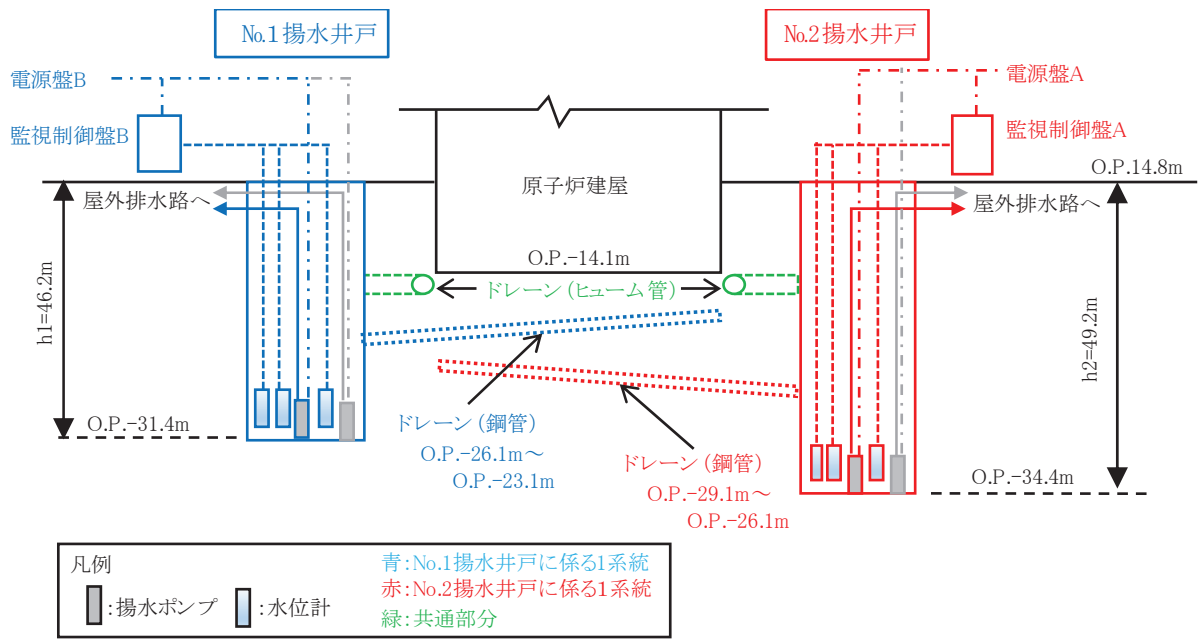 No.1揚水井戸
No.2揚水井戸
電源盤B
電源盤A
監視制御盤B
監視制御盤A
O.P.14.8m
原子炉建屋
屋外排水路へ
屋外排水路へ
O.P.-14.1m
ドレーン(ヒューム管)
h1=46.2m
h2=49.2m
O.P.-31.4m
ドレーン(鋼管)
O.P.-26.1m~
O.P.-23.1m
ドレーン(鋼管)
O.P.-29.1m~
O.P.-26.1m
O.P.-34.4m
凡例
:揚水ポンプ
:水位計
青:No.1揚水井戸に係る1系統
赤:No.2揚水井戸に係る1系統
緑:共通部分